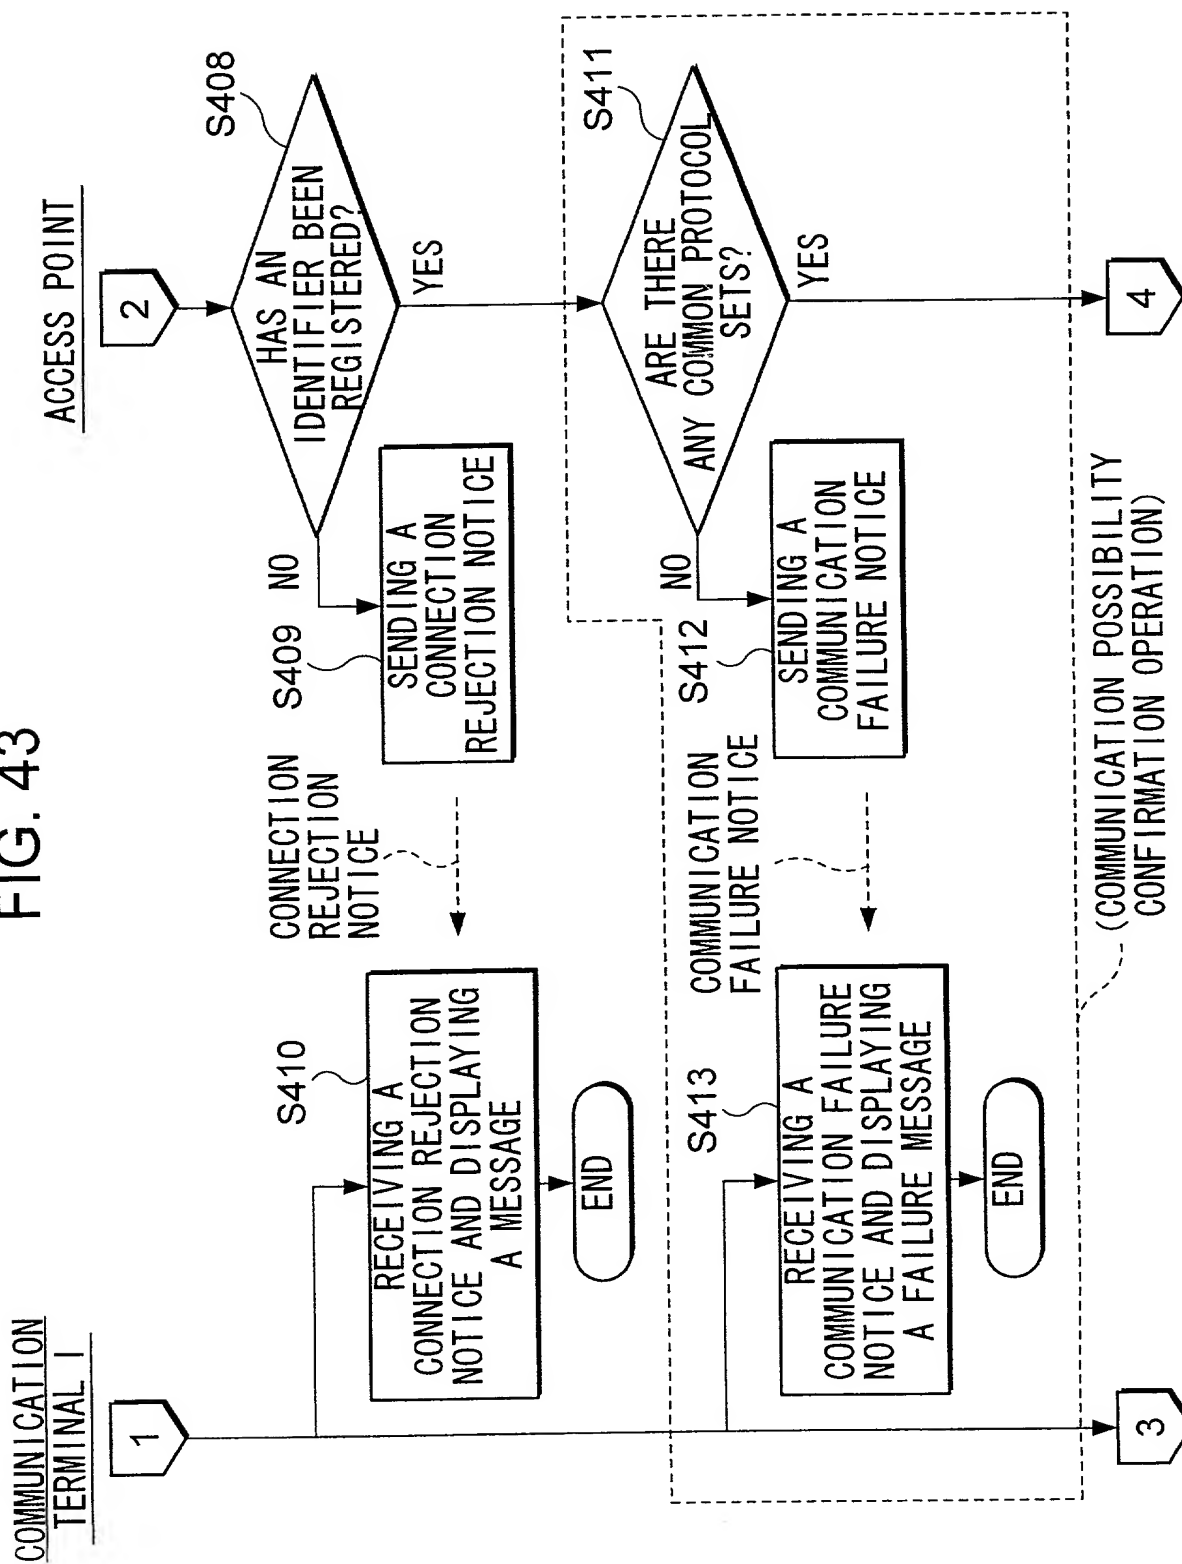 FIG. 43
COMMUNICATION
TERMINAL I
ACCESS POINT
1
2
S408
HAS AN
IDENTIFIER BEEN
REGISTERED?
NO
YES
S409
SENDING A
CONNECTION
REJECTION NOTICE
CONNECTION
REJECTION
NOTICE
S410
RECEIVING A
CONNECTION REJECTION
NOTICE AND DISPLAYING
A MESSAGE
END
S411
ARE THERE
ANY COMMON PROTOCOL
SETS?
NO
YES
S412
SENDING A
COMMUNICATION
FAILURE NOTICE
COMMUNICATION
FAILURE NOTICE
S413
RECEIVING A
COMMUNICATION FAILURE
NOTICE AND DISPLAYING
A FAILURE MESSAGE
END
3
4
(COMMUNICATION POSSIBILITY
CONFIRMATION OPERATION)